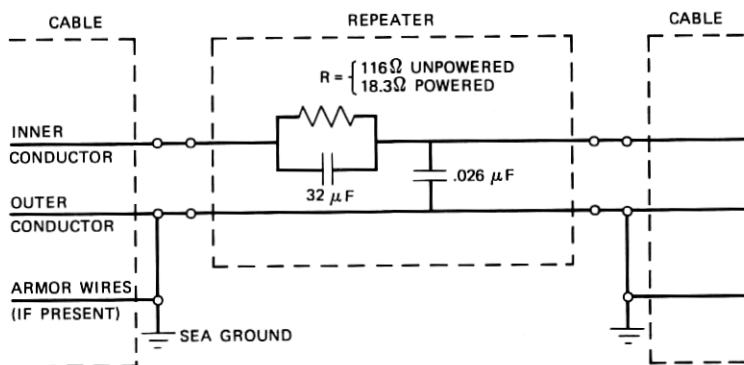 CABLE
REPEATER
CABLE
R = { 116Ω UNPOWERED
18.3Ω POWERED
INNER
CONDUCTOR
32 μF
.026 μF
OUTER
CONDUCTOR
ARMOR WIRES
(IF PRESENT)
SEA GROUND